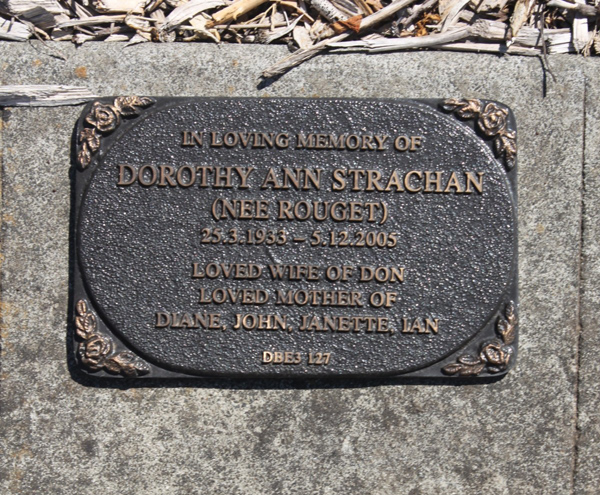 IN LOVING MEMORY OF
DOROTHY ANN STRACHAN
(NEE ROUGET)
25.3.1933 - 5.12.2005
LOVED WIFE OF DON
LOVED MOTHER OF
DIANE, JOHN, JANETTE, IAN
DBE3 127